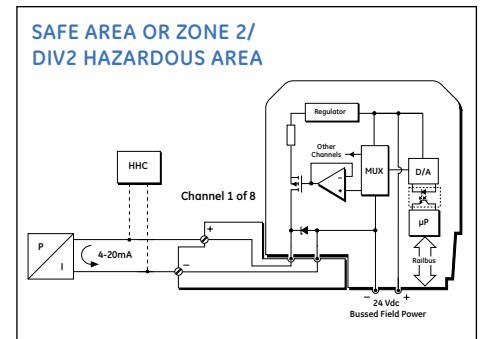 SAFE AREA OR ZONE 2/
DIV2 HAZARDOUS AREA
Regulator
Other
Channels
HHC
MUX
D/A
Channel 1 of 8
µP
+
P
I
4-20mA
Railbus
–
– +
24 Vdc
Bussed Field Power